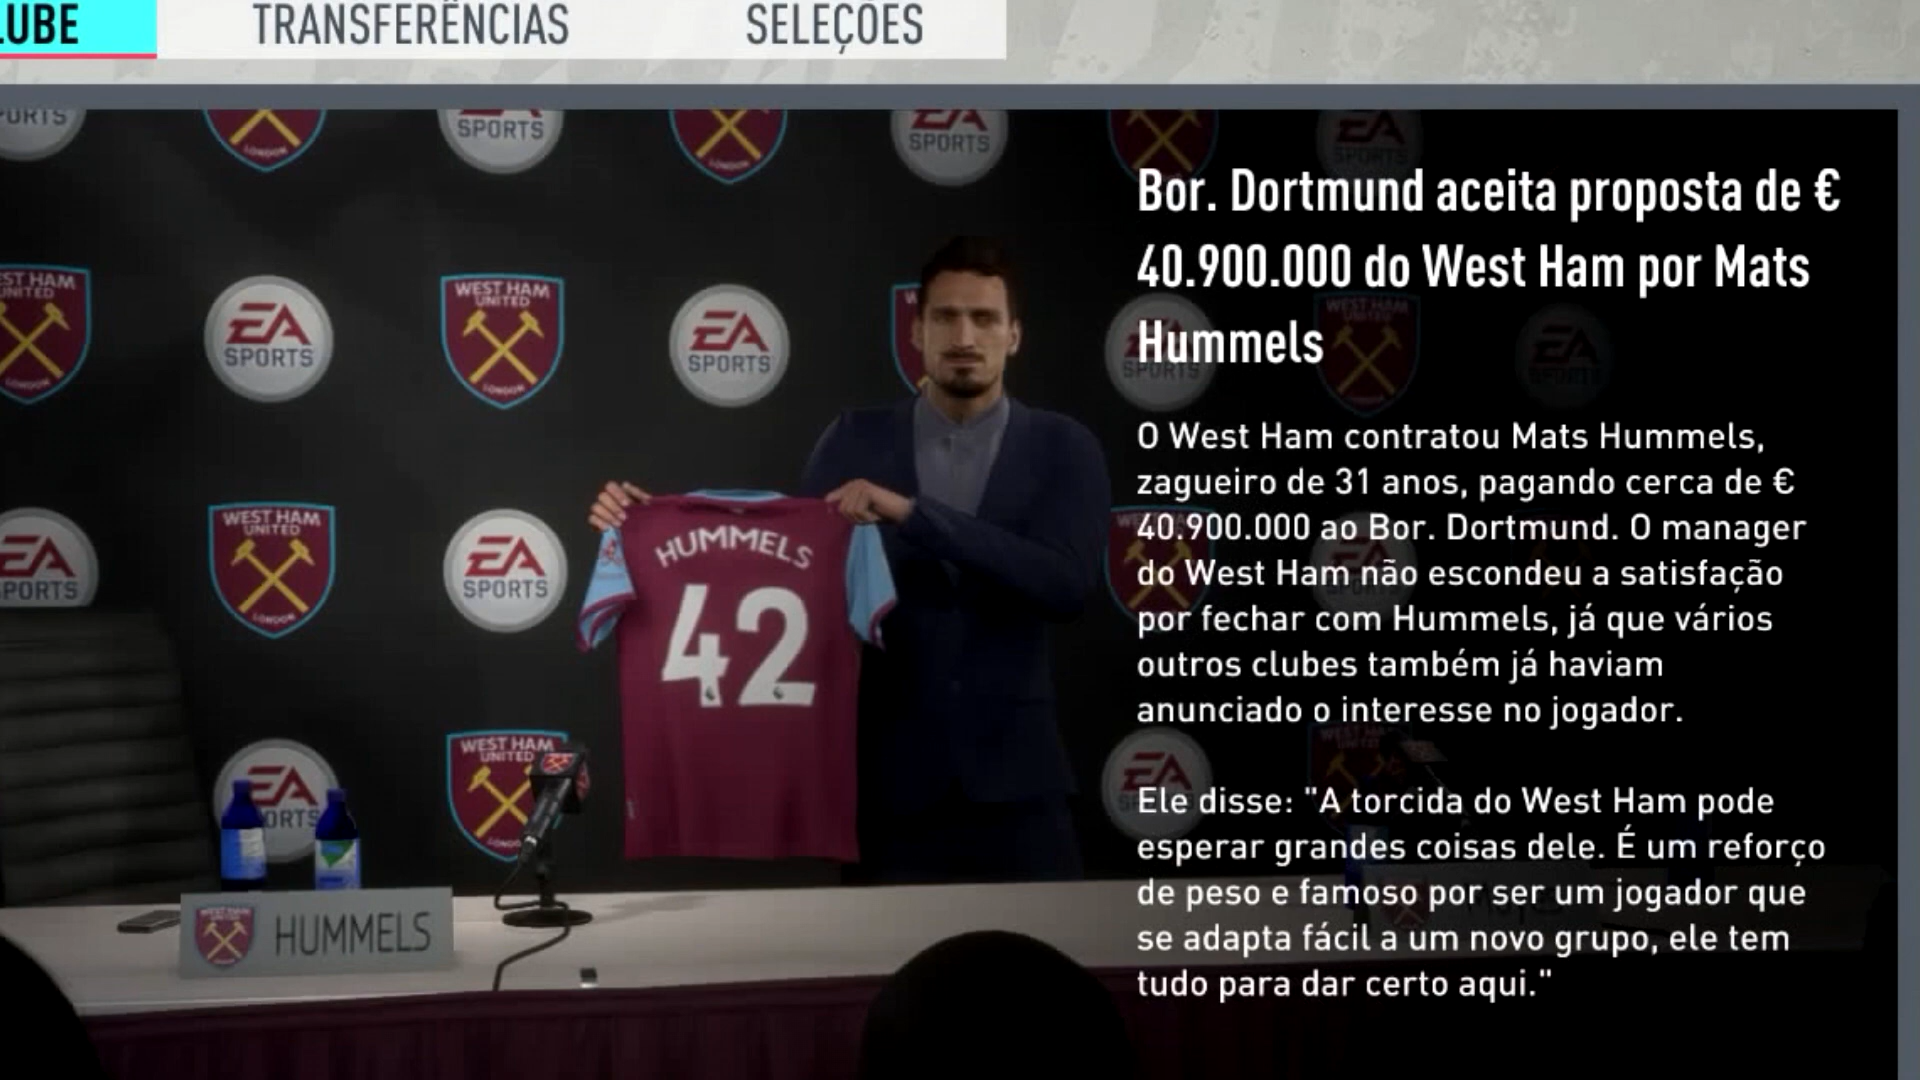 LUBE
TRANSFERÊNCIAS
SELEÇÕES
Bor. Dortmund aceita proposta de €
40.900.000 do West Ham por Mats
Hummels
O West Ham contratou Mats Hummels,
zagueiro de 31 anos, pagando cerca de €
40.900.000 ao Bor. Dortmund. O manager
do West Ham não escondeu a satisfação
por fechar com Hummels, já que vários
outros clubes também já haviam
anunciado o interesse no jogador.
Ele disse: "A torcida do West Ham pode
esperar grandes coisas dele. É um reforço
de peso e famoso por ser um jogador que
se adapta fácil a um novo grupo, ele tem
tudo para dar certo aqui."
EA
SPORTS
WEST HAM
UNITED
LONDON
HUMMELS
42
HUMMELS